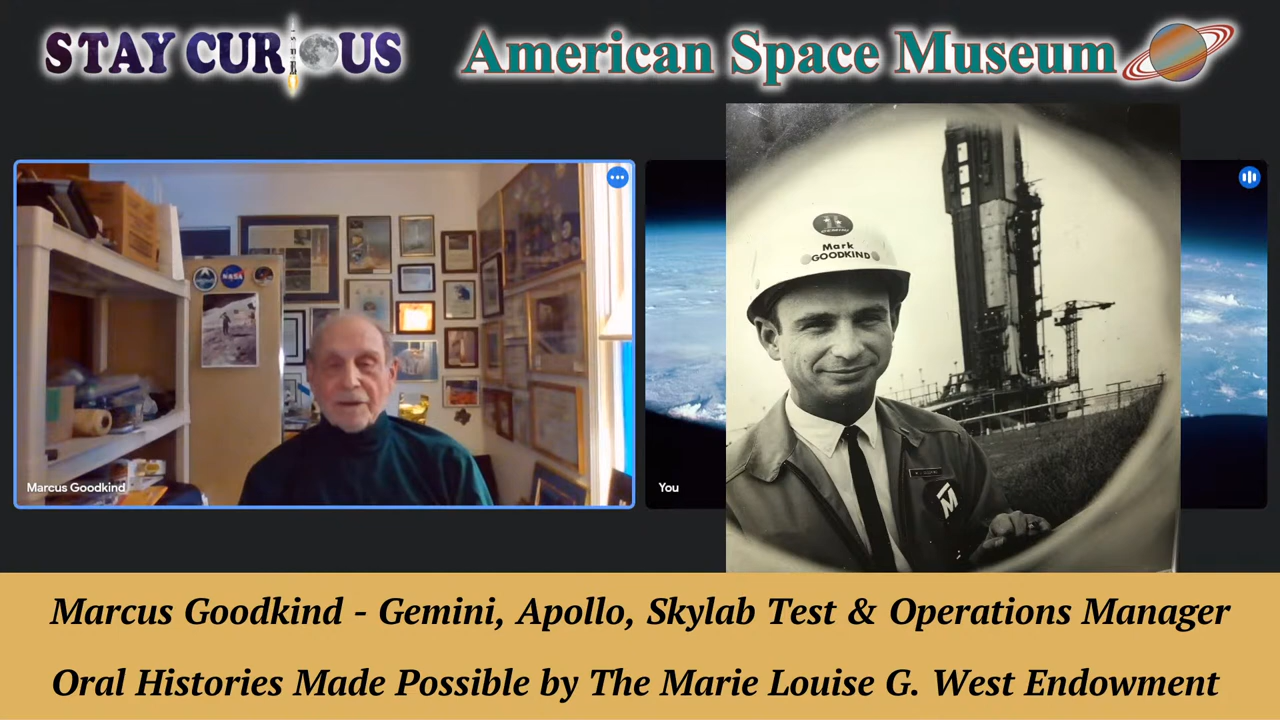 STAY CURIOUS
American Space Museum
NASA
Marcus Goodkind
You
GEMINI
Mark
GOODKIND
M
Marcus Goodkind - Gemini, Apollo, Skylab Test & Operations Manager
Oral Histories Made Possible by The Marie Louise G. West Endowment